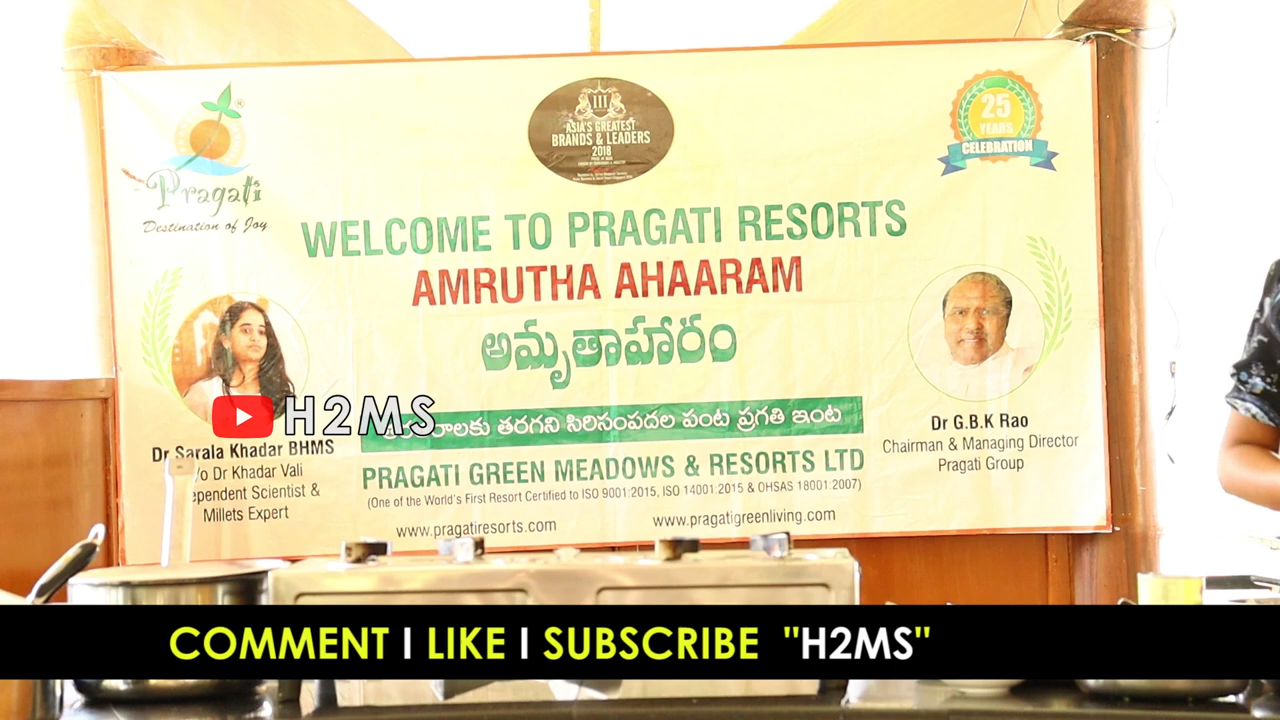 Pragati
Destination of Joy
III
ASIA'S GREATEST
BRANDS & LEADERS
2018
25
YEARS
CELEBRATION
WELCOME TO PRAGATI RESORTS
AMRUTHA AHAARAM
అమృతాహారం
H2MS
తరగని సిరిసంపదల పంట ప్రగతి ఇంట
Dr Sarala Khadar BHMS
Dr Khadar Vali
Scientist &
Millets Expert
Dr G.B.K Rao
Chairman & Managing Director
Pragati Group
PRAGATI GREEN MEADOWS & RESORTS LTD
(One of the World's First Resort Certified to ISO 9001:2015, ISO 14001:2015 & OHSAS 18001:2007)
www.pragatiresorts.com
www.pragatigreenliving.com
COMMENT I LIKE I SUBSCRIBE "H2MS"